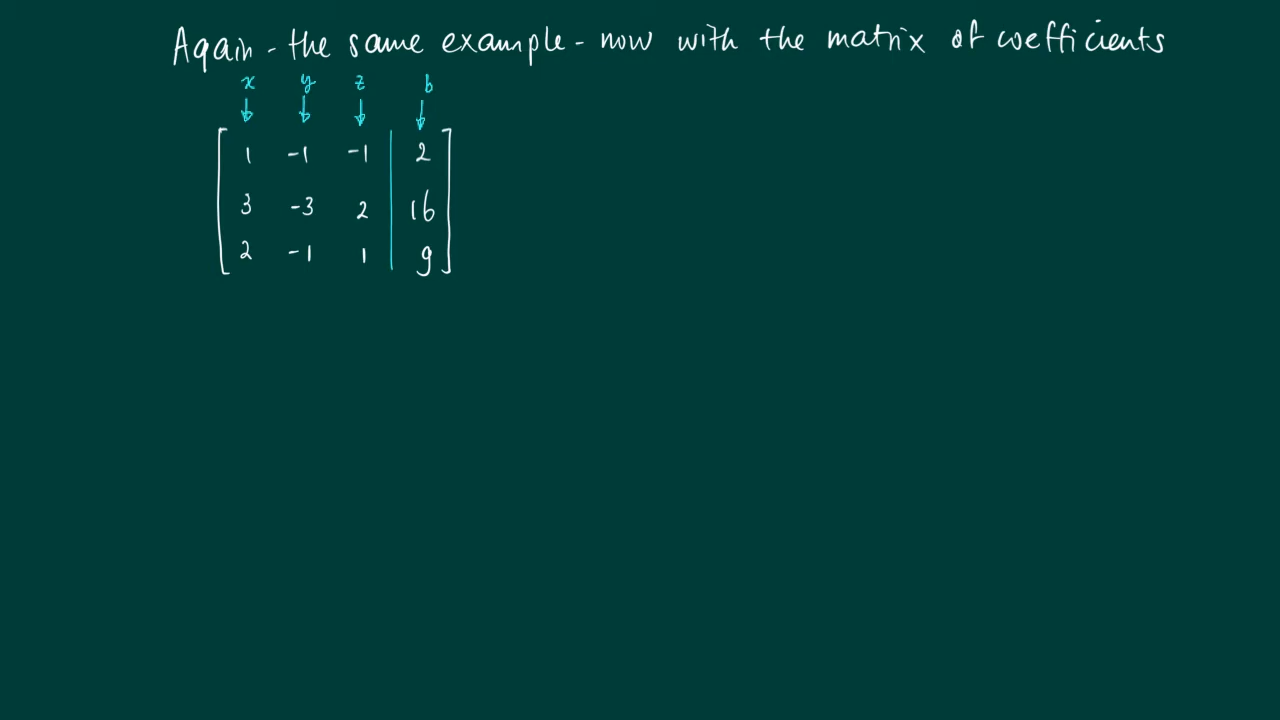 Again - the same example - now with the matrix of coefficients
x y z b
1 -1 -1 2
3 -3 2 16
2 -1 1 9